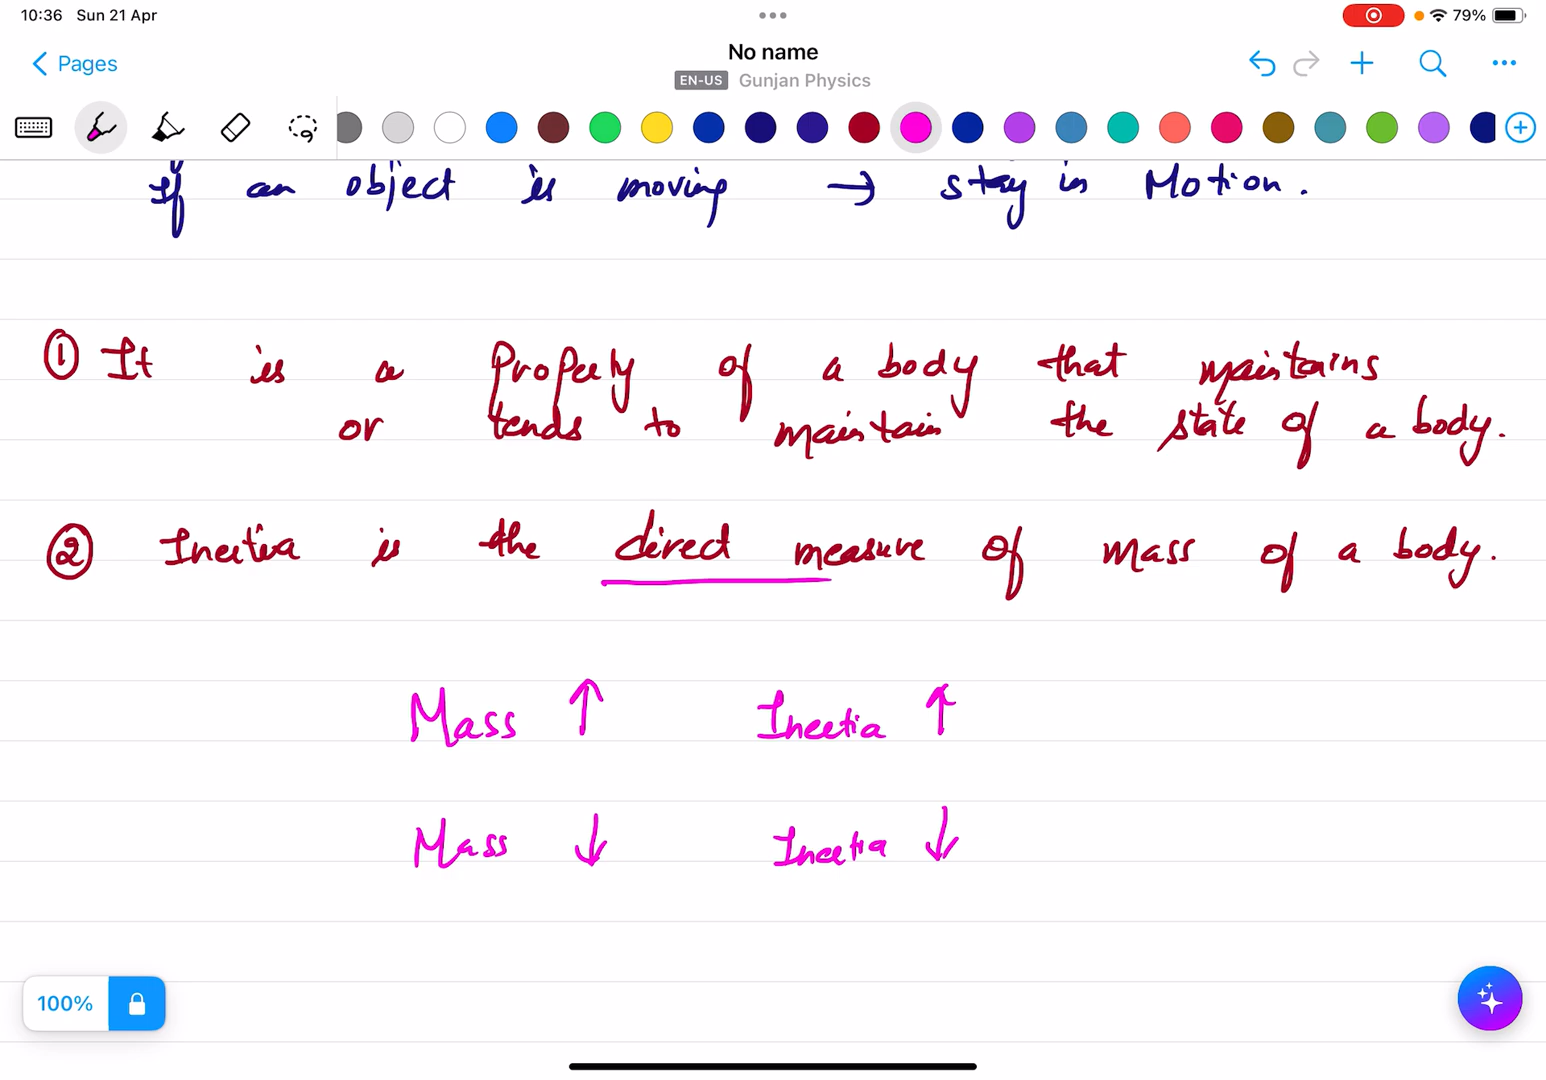 10:36 Sun 21 Apr
79%
Pages
No name
EN-US Gunjan Physics
If an object is moving → stay in Motion.
① It is a Property of a body that maintains
or tends to maintain the state of a body.
② Inertia is the direct measure of mass of a body.
Mass ↑ Inertia ↑
Mass ↓ Inertia ↓
100%